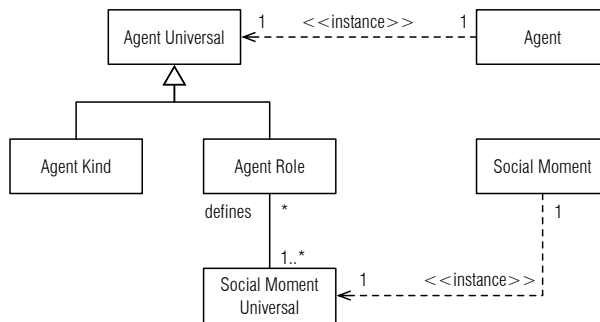 1 <<instance>> 1
Agent Universal
Agent
Agent Kind
Agent Role
Social Moment
defines *
1
1..*
1 <<instance>>
Social Moment
Universal